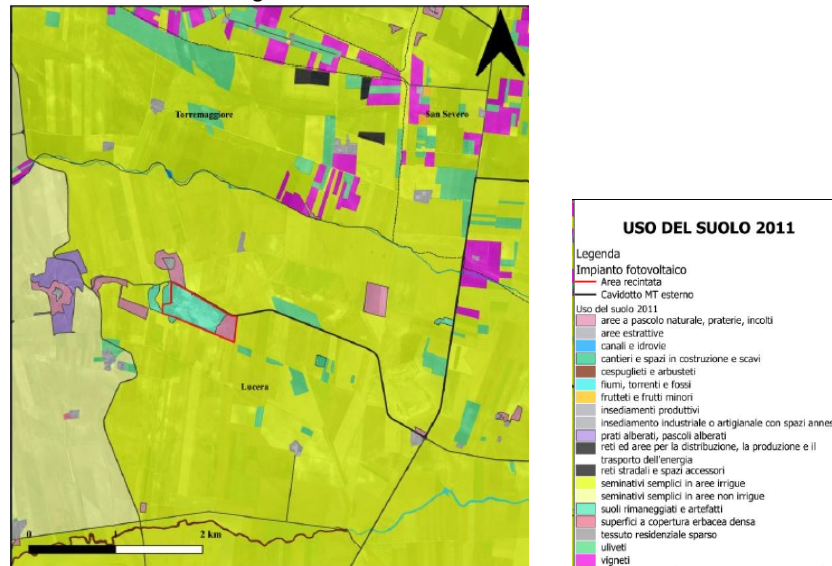 Torremaggiore
San Severo
Lucera
0
2 km
USO DEL SUOLO 2011
Legenda
Impianto fotovoltaico
Area recintata
Cavidotto MT esterno
Uso del suolo 2011
aree a pascolo naturale, praterie, incolti
aree estrattive
canali e idrovie
cantieri e spazi in costruzione e scavi
cespuglieti e arbusteti
fiumi, torrenti e fossi
frutteti e frutti minori
insediamenti produttivi
insediamento industriale o artigianale con spazi annes
prati alberati, pascoli alberati
reti ed aree per la distribuzione, la produzione e il
trasporto dell'energia
reti stradali e spazi accessori
seminativi semplici in aree irrigue
seminativi semplici in aree non irrigue
suoli rimaneggiati e artefatti
superfici a copertura erbacea densa
tessuto residenziale sparso
uliveti
vigneti